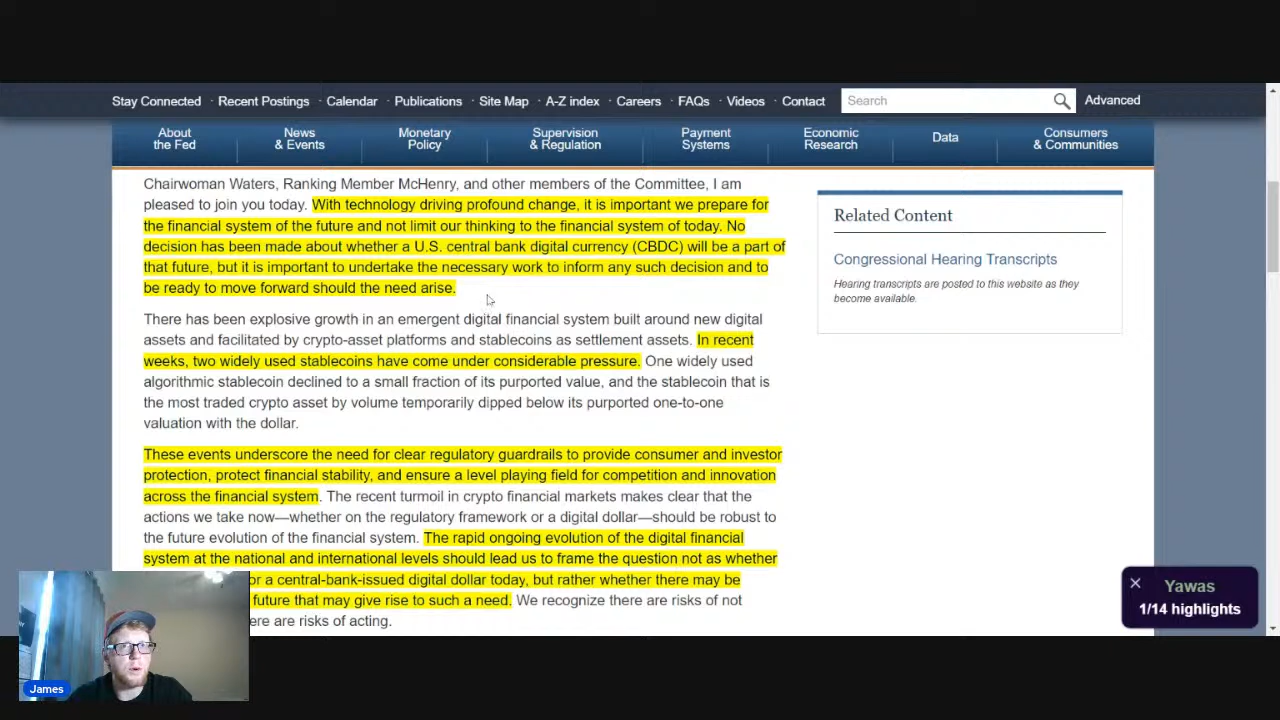 Stay Connected · Recent Postings · Calendar · Publications · Site Map · A-Z index · Careers · FAQs · Videos · Contact Search Advanced
About the Fed
News & Events
Monetary Policy
Supervision & Regulation
Payment Systems
Economic Research
Data
Consumers & Communities
Chairwoman Waters, Ranking Member McHenry, and other members of the Committee, I am
pleased to join you today. With technology driving profound change, it is important we prepare for
the financial system of the future and not limit our thinking to the financial system of today. No
decision has been made about whether a U.S. central bank digital currency (CBDC) will be a part of
that future, but it is important to undertake the necessary work to inform any such decision and to
be ready to move forward should the need arise.
There has been explosive growth in an emergent digital financial system built around new digital
assets and facilitated by crypto-asset platforms and stablecoins as settlement assets. In recent
weeks, two widely used stablecoins have come under considerable pressure. One widely used
algorithmic stablecoin declined to a small fraction of its purported value, and the stablecoin that is
the most traded crypto asset by volume temporarily dipped below its purported one-to-one
valuation with the dollar.
These events underscore the need for clear regulatory guardrails to provide consumer and investor
protection, protect financial stability, and ensure a level playing field for competition and innovation
across the financial system. The recent turmoil in crypto financial markets makes clear that the
actions we take now—whether on the regulatory framework or a digital dollar—should be robust to
the future evolution of the financial system. The rapid ongoing evolution of the digital financial
system at the national and international levels should lead us to frame the question not as whether
or a central-bank-issued digital dollar today, but rather whether there may be
future that may give rise to such a need. We recognize there are risks of not
ere are risks of acting.
Related Content
Congressional Hearing Transcripts
Hearing transcripts are posted to this website as they
become available.
Yawas
1/14 highlights
James